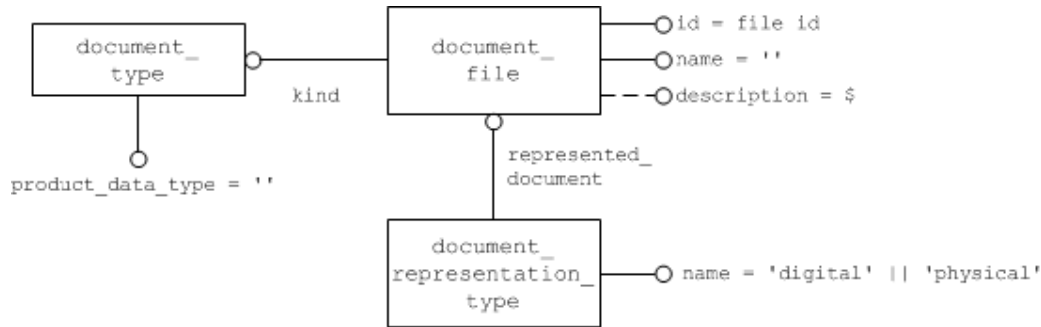 document_
type
kind
product_data_type = ''
document_
file
id = file id
name = ''
description = $
represented_
document
document_
representation_
type
name = 'digital' || 'physical'